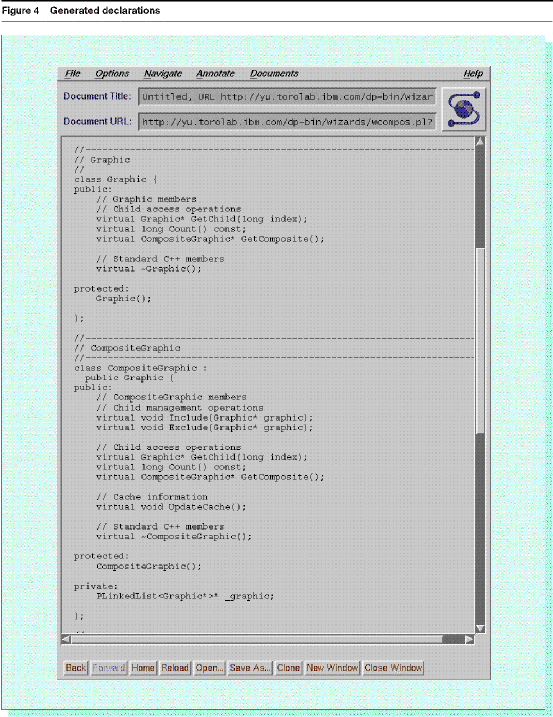 Figure 4 Generated declarations
File Options Navigate Annotate Documents Help
Document Title: Untitled, URL http://yu.torolab.ibm.com/dp-bin/wizar
Document URL: http://yu.torolab.ibm.com/dp-bin/wizards/wcompos.pl?
//--------------------------------------------------------------
// Graphic
//
class Graphic {
public:
// Graphic members
// Child access operations
virtual Graphic* GetChild(long index);
virtual long Count() const;
virtual CompositeGraphic* GetComposite();
// Standard C++ members
virtual ~Graphic();
protected:
Graphic();
};
//--------------------------------------------------------------
// CompositeGraphic
//--------------------------------------------------------------
class CompositeGraphic :
public Graphic {
public:
// CompositeGraphic members
// Child management operations
virtual void Include(Graphic* graphic);
virtual void Exclude(Graphic* graphic);
// Child access operations
virtual Graphic* GetChild(long index);
virtual long Count() const;
virtual CompositeGraphic* GetComposite();
// Cache information
virtual void UpdateCache();
// Standard C++ members
virtual ~CompositeGraphic();
protected:
CompositeGraphic();
private:
PLinkedList<Graphic*>* _graphic;
};
Back Forward Home Reload Open... Save As... Clone New Window Close Window